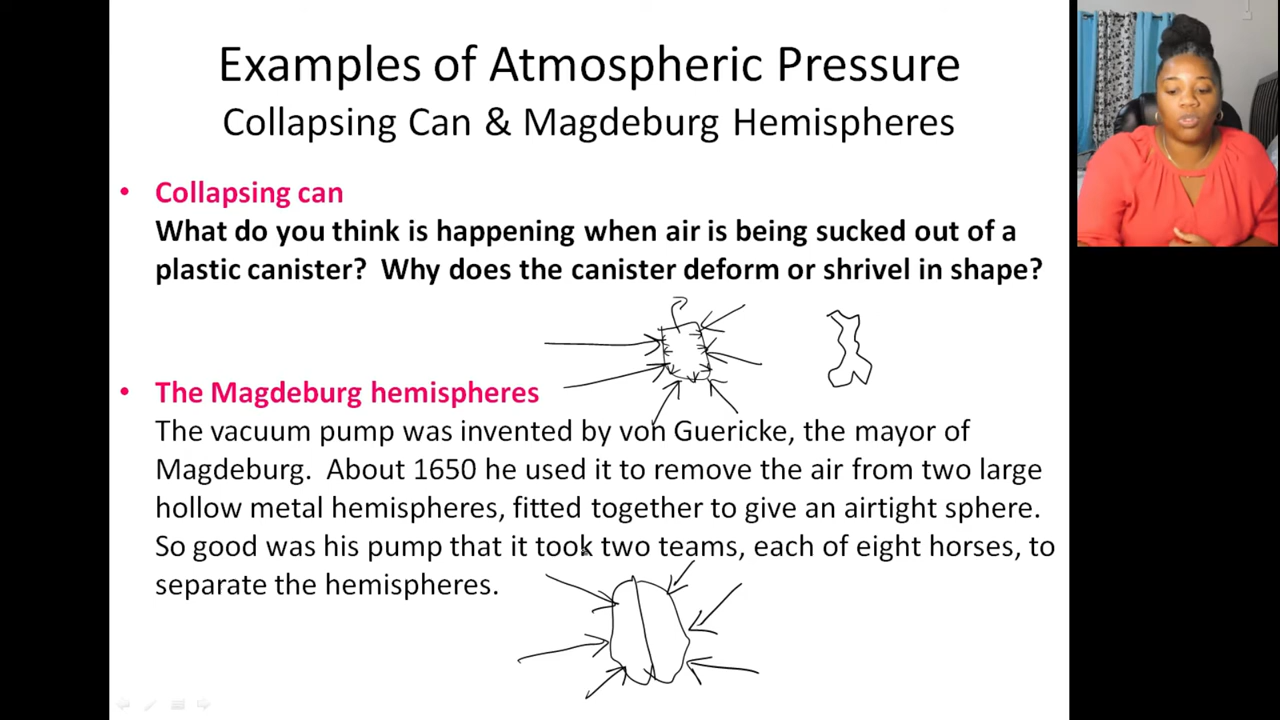 Examples of Atmospheric Pressure
Collapsing Can & Magdeburg Hemispheres
• Collapsing can
What do you think is happening when air is being sucked out of a
plastic canister? Why does the canister deform or shrivel in shape?
• The Magdeburg hemispheres
The vacuum pump was invented by von Guericke, the mayor of
Magdeburg. About 1650 he used it to remove the air from two large
hollow metal hemispheres, fitted together to give an airtight sphere.
So good was his pump that it took two teams, each of eight horses, to
separate the hemispheres.